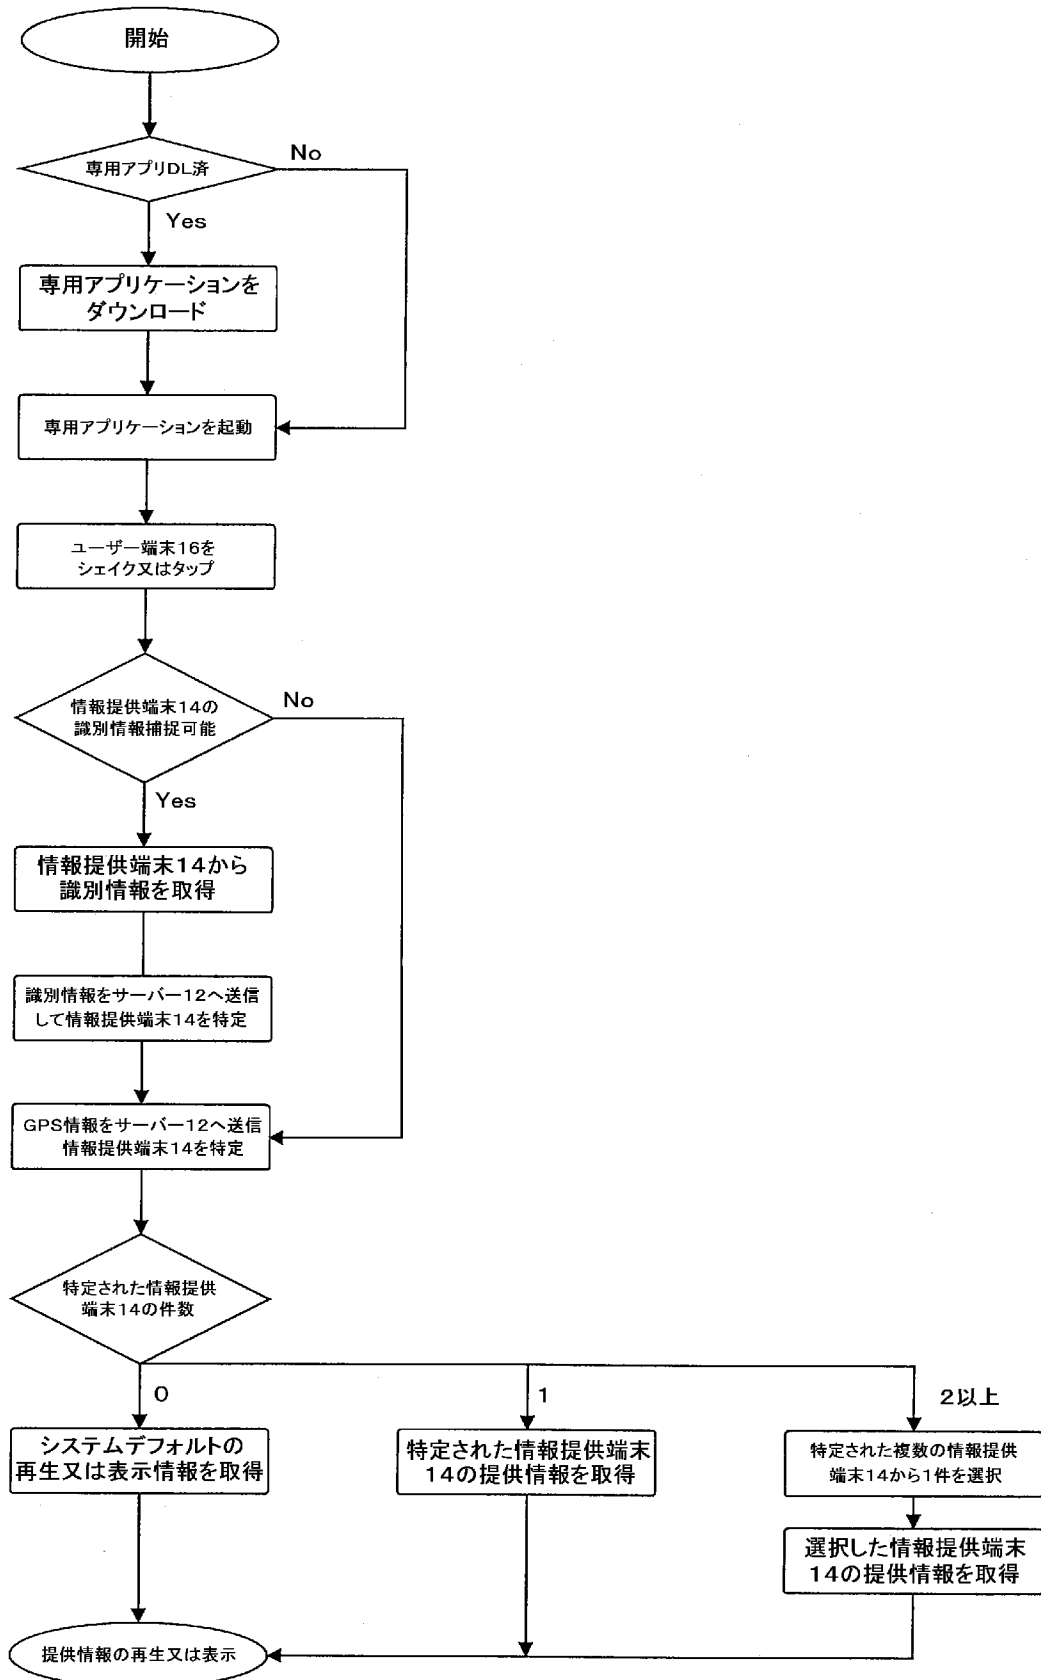 開始
専用アプリDL済
No
Yes
専用アプリケーションを
ダウンロード
専用アプリケーションを起動
ユーザー端末16を
シェイク又はタップ
情報提供端末14の
識別情報捕捉可能
No
Yes
情報提供端末14から
識別情報を取得
識別情報をサーバー12へ送信
して情報提供端末14を特定
GPS情報をサーバー12へ送信
情報提供端末14を特定
特定された情報提供
端末14の件数
0
1
2以上
システムデフォルトの
再生又は表示情報を取得
特定された情報提供端末
14の提供情報を取得
特定された複数の情報提供
端末14から1件を選択
選択した情報提供端末
14の提供情報を取得
提供情報の再生又は表示